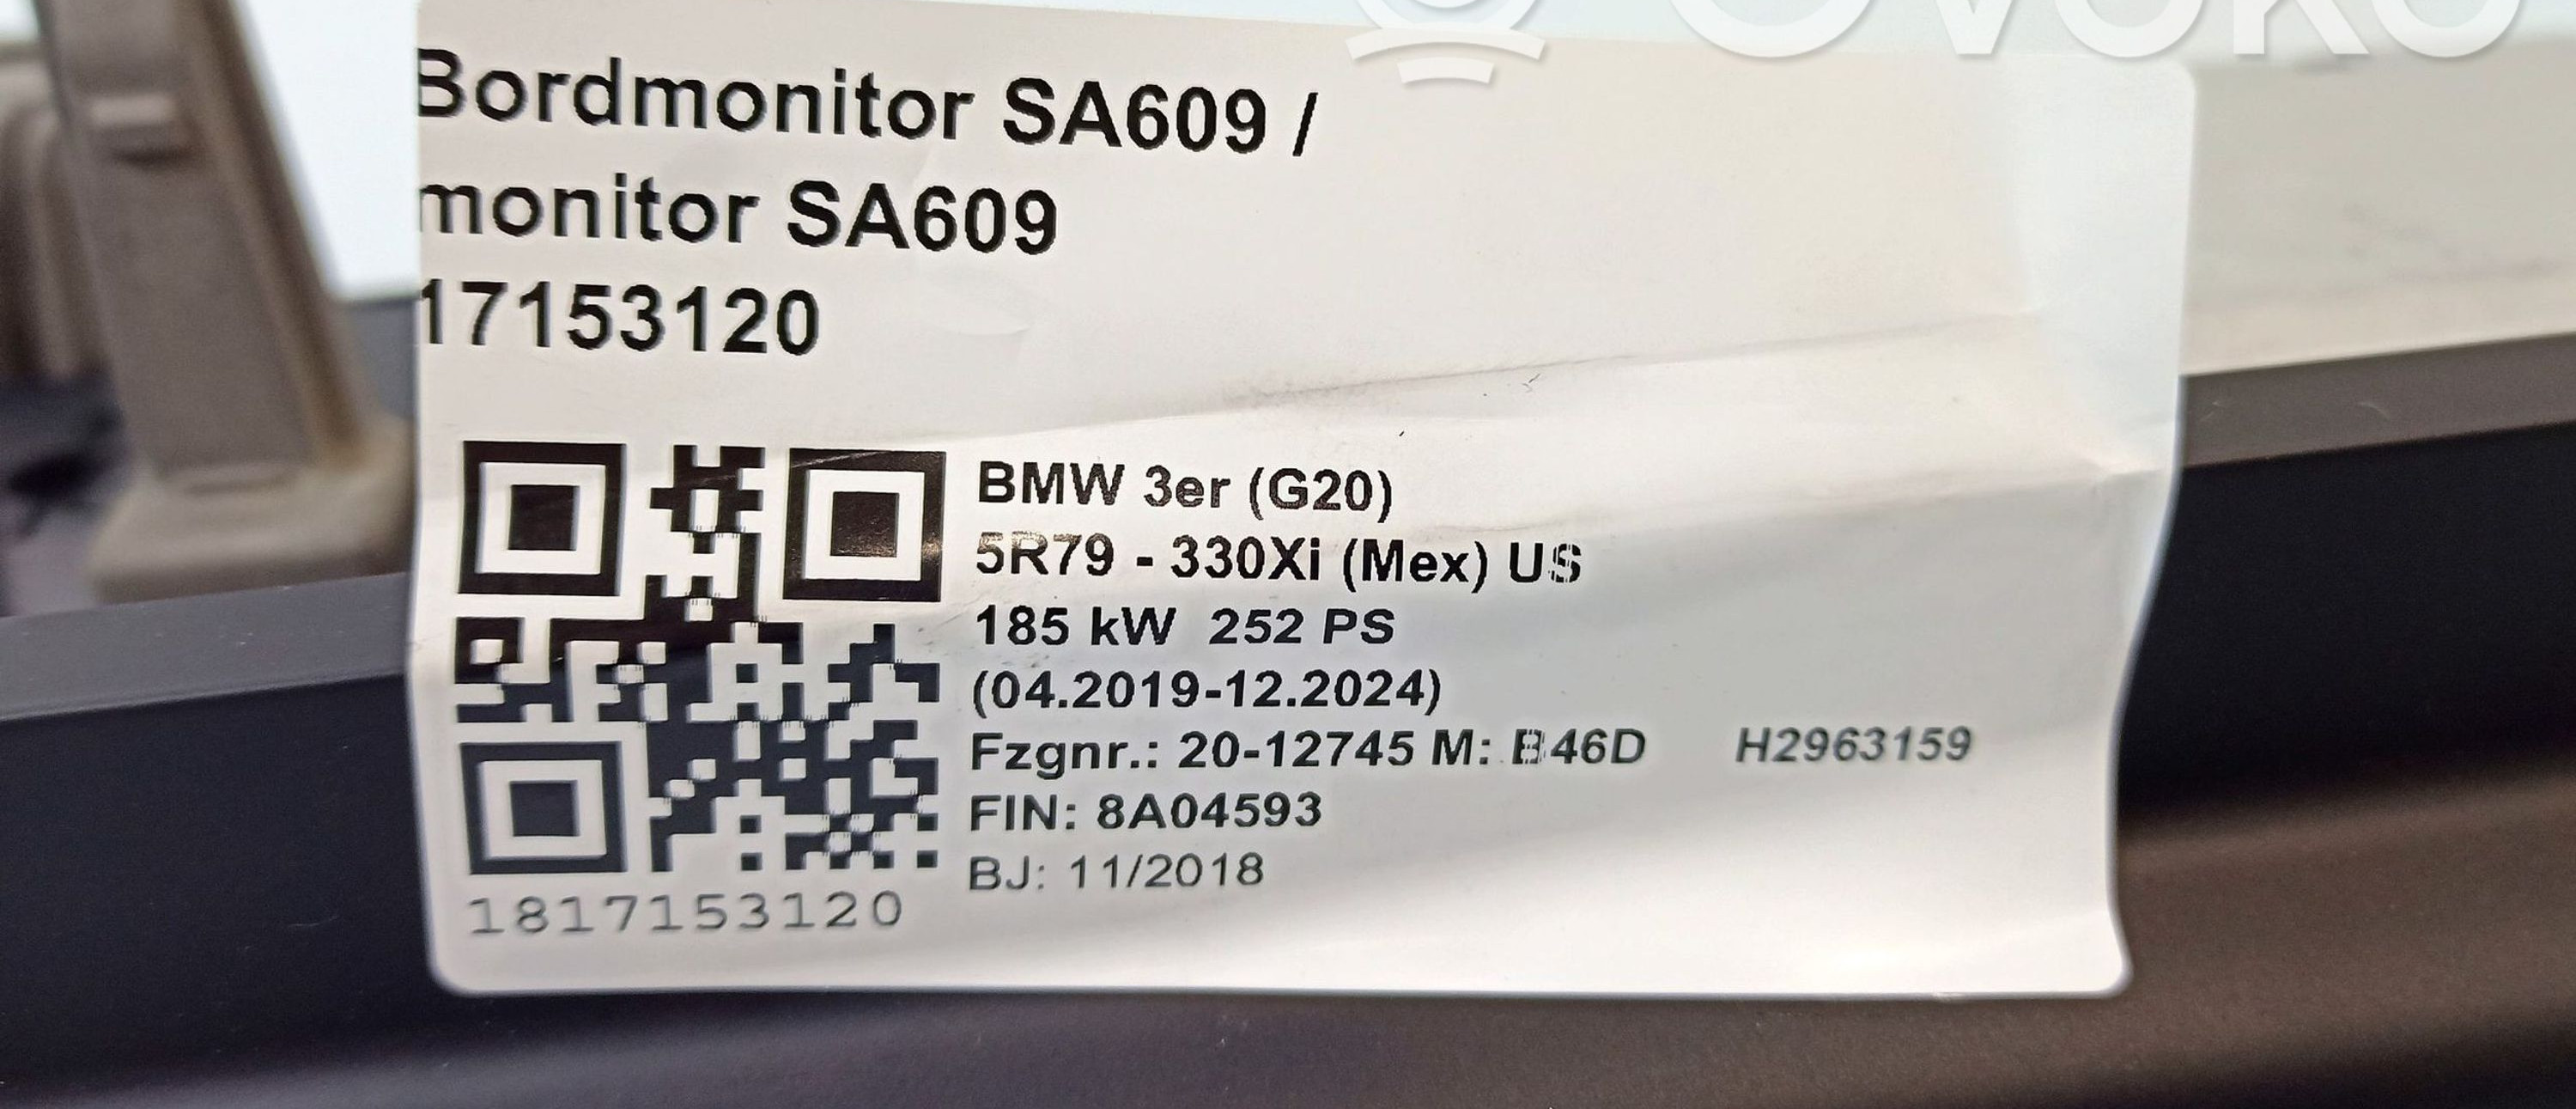 OVOKO
Bordmonitor SA609 /
monitor SA609
17153120
BMW 3er (G20)
5R79 - 330Xi (Mex) US
185 kW 252 PS
(04.2019-12.2024)
Fzgnr.: 20-12745 M: B46D H2963159
FIN: 8A04593
BJ: 11/2018
1817153120